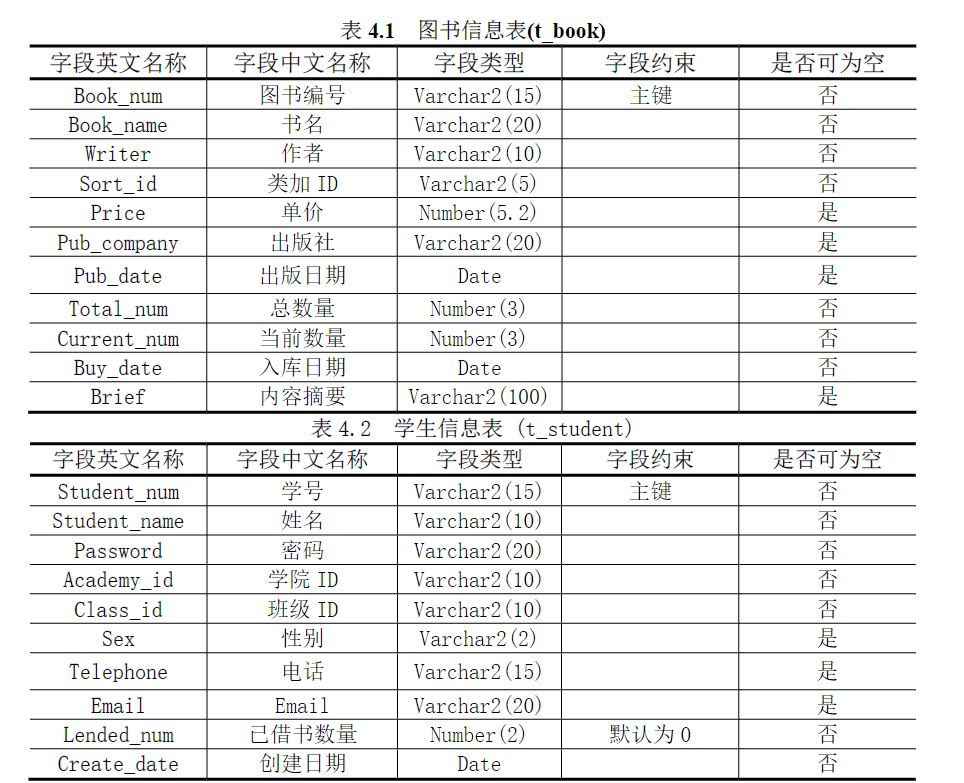 表 4.1 图书信息表(t_book)
字段英文名称 字段中文名称 字段类型 字段约束 是否可为空
Book_num 图书编号 Varchar2(15) 主键 否
Book_name 书名 Varchar2(20) 否
Writer 作者 Varchar2(10) 否
Sort_id 类加 ID Varchar2(5) 否
Price 单价 Number(5.2) 是
Pub_company 出版社 Varchar2(20) 是
Pub_date 出版日期 Date 是
Total_num 总数量 Number(3) 否
Current_num 当前数量 Number(3) 否
Buy_date 入库日期 Date 否
Brief 内容摘要 Varchar2(100) 是
表 4.2 学生信息表 (t_student)
字段英文名称 字段中文名称 字段类型 字段约束 是否可为空
Student_num 学号 Varchar2(15) 主键 否
Student_name 姓名 Varchar2(10) 否
Password 密码 Varchar2(20) 否
Academy_id 学院 ID Varchar2(10) 否
Class_id 班级 ID Varchar2(10) 否
Sex 性别 Varchar2(2) 是
Telephone 电话 Varchar2(15) 是
Email Email Varchar2(20) 是
Lended_num 已借书数量 Number(2) 默认为 0 否
Create_date 创建日期 Date 否